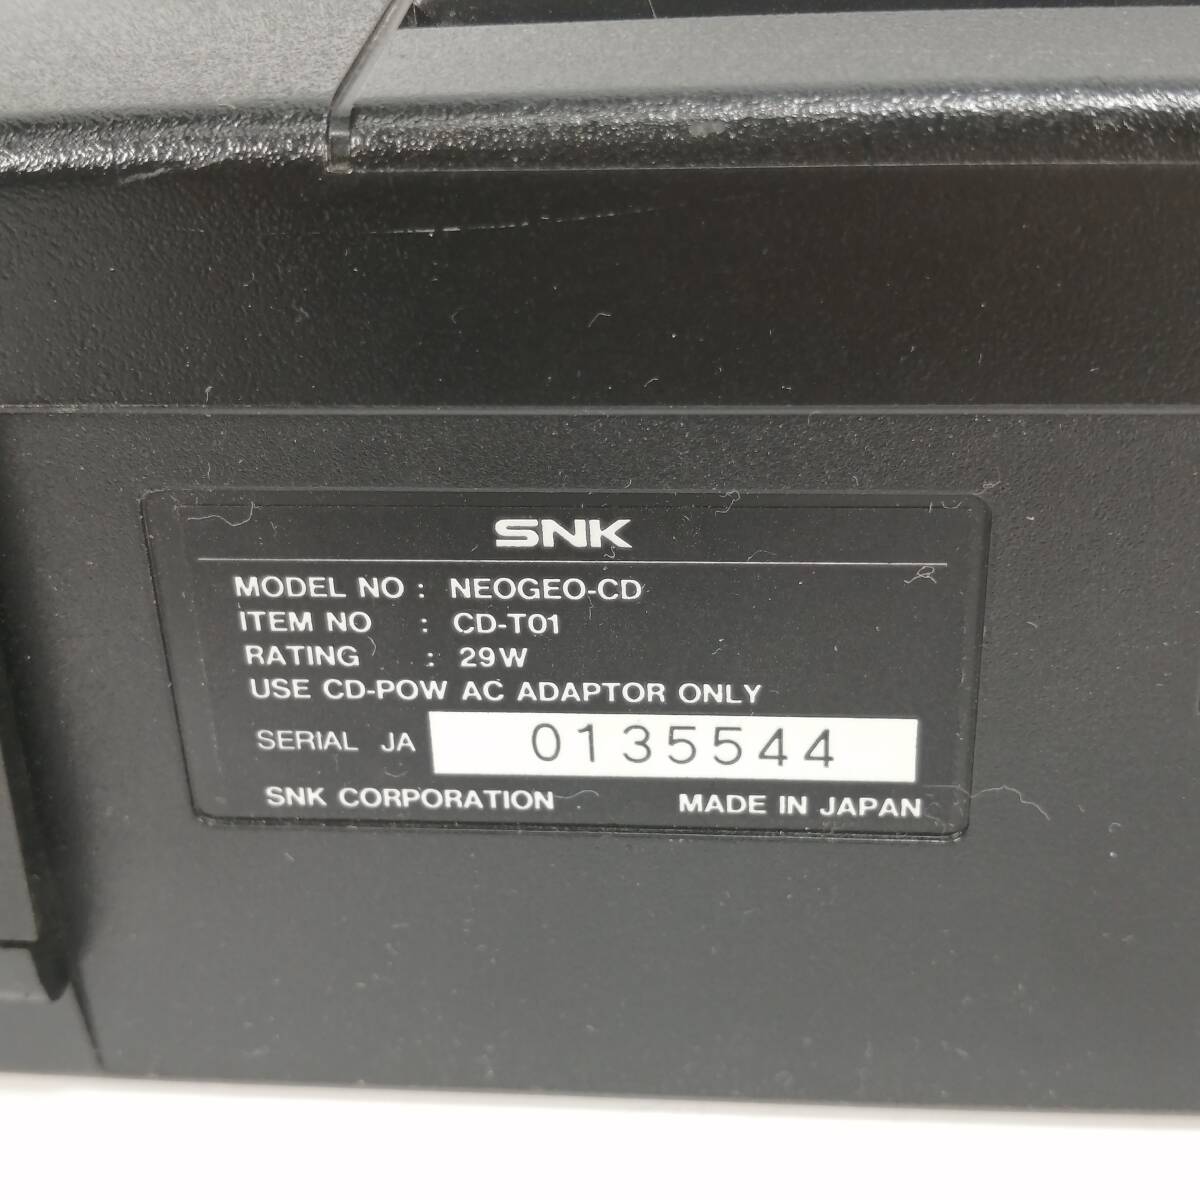 SNK
MODEL NO : NEOGEO-CD
ITEM NO : CD-T01
RATING : 29W
USE CD-POW AC ADAPTOR ONLY
SERIAL JA 0135544
SNK CORPORATION MADE IN JAPAN